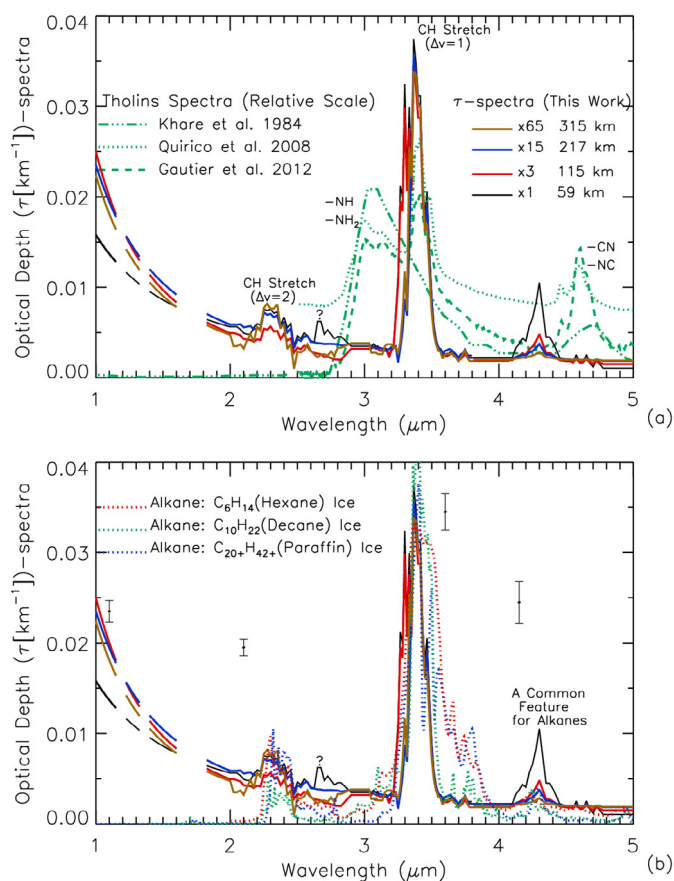 0.04
0.03
0.02
0.01
0.00
Optical Depth (τ[km⁻¹])-spectra
CH Stretch
(Δv=1)
Tholins Spectra (Relative Scale)
Khare et al. 1984
Quirico et al. 2008
Gautier et al. 2012
τ-spectra (This Work)
x65 315 km
x15 217 km
x3 115 km
x1 59 km
-NH
-NH₂
-CN
-NC
CH Stretch
(Δv=2)
?
1 2 3 4 5
Wavelength (μm)
(a)
0.04
0.03
0.02
0.01
0.00
Optical Depth (τ[km⁻¹])-spectra
Alkane: C₆H₁₄(Hexane) Ice
Alkane: C₁₀H₂₂(Decane) Ice
Alkane: C₂₀₊H₄₂₊(Paraffin) Ice
A Common
Feature
for Alkanes
?
1 2 3 4 5
Wavelength (μm)
(b)